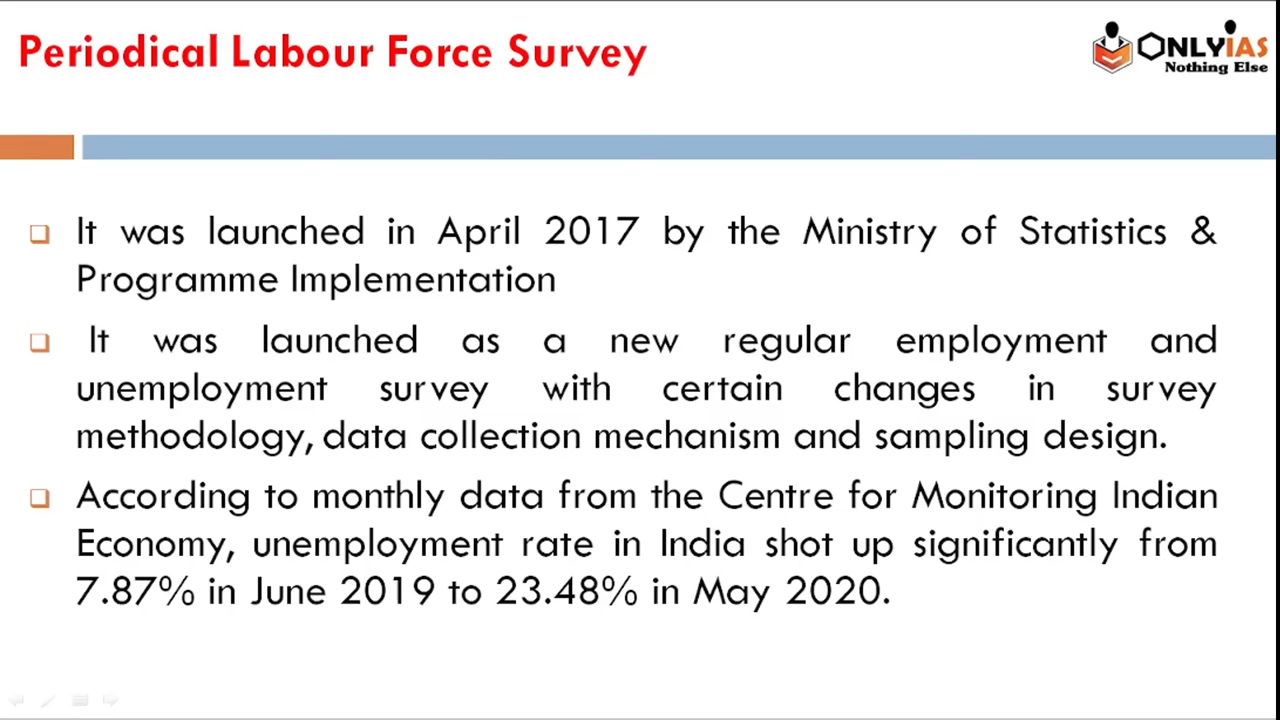 Periodical Labour Force Survey
ONLYIAS
Nothing Else
It was launched in April 2017 by the Ministry of Statistics &
Programme Implementation
It was launched as a new regular employment and
unemployment survey with certain changes in survey
methodology, data collection mechanism and sampling design.
According to monthly data from the Centre for Monitoring Indian
Economy, unemployment rate in India shot up significantly from
7.87% in June 2019 to 23.48% in May 2020.